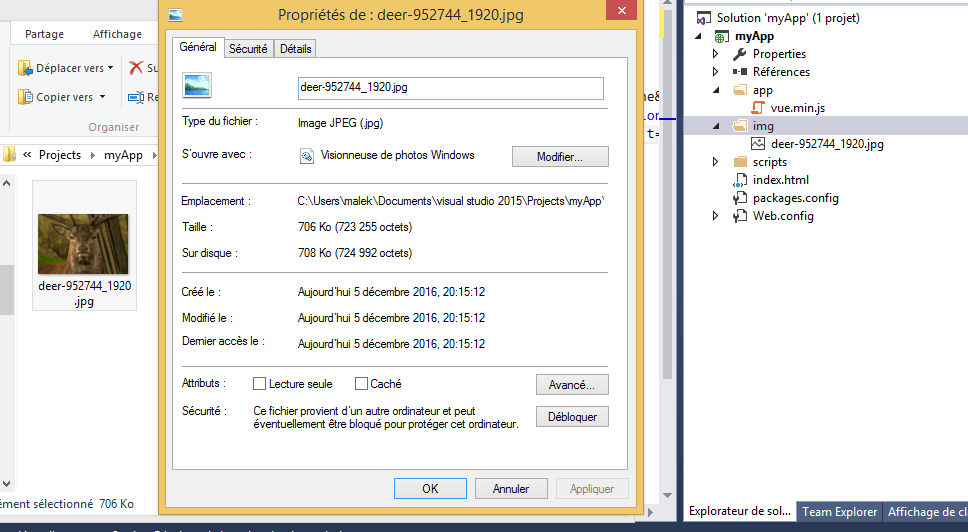 Propriétés de : deer-952744_1920.jpg
Partage Affichage
Déplacer vers
Copier vers
Organiser
« Projects myApp
deer-952744_1920
.jpg
706 Ko
Général Sécurité Détails
deer-952744_1920.jpg
Type du fichier : Image JPEG (.jpg)
S'ouvre avec : Visionneuse de photos Windows Modifier...
Emplacement : C:\Users\malek\Documents\visual studio 2015\Projects\myApp\
Taille : 706 Ko (723 255 octets)
Sur disque : 708 Ko (724 992 octets)
Créé le : Aujourd'hui 5 décembre 2016, 20:15:12
Modifié le : Aujourd'hui 5 décembre 2016, 20:15:12
Dernier accès le : Aujourd'hui 5 décembre 2016, 20:15:12
Attributs : Lecture seule Caché Avancé...
Sécurité : Ce fichier provient d'un autre ordinateur et peut
éventuellement être bloqué pour protéger cet ordinateur.
Débloquer
OK Annuler Appliquer
Solution 'myApp' (1 projet)
myApp
Properties
Références
app
vue.min.js
img
deer-952744_1920.jpg
scripts
index.html
packages.config
Web.config
Explorateur de sol... Team Explorer Affichage de